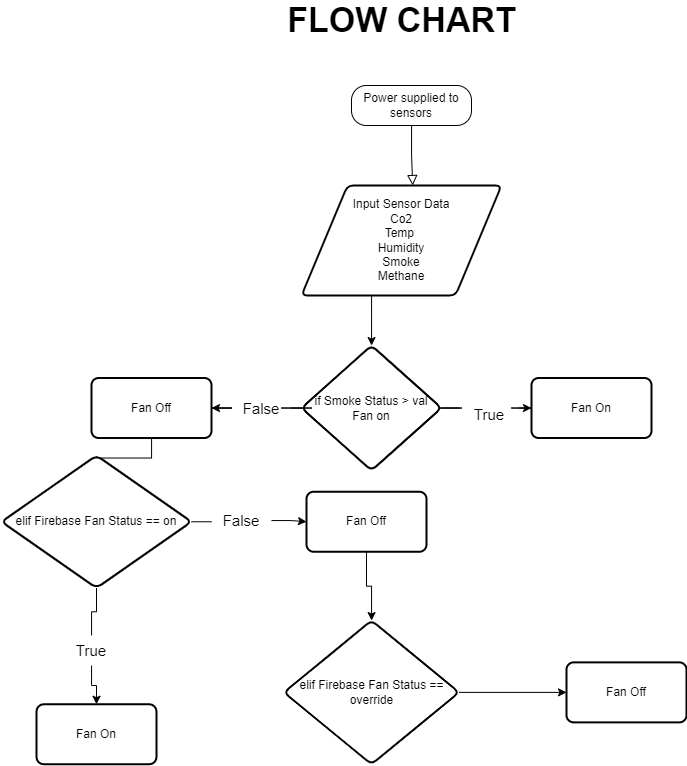 FLOW CHART
Power supplied to
sensors
Input Sensor Data
Co2
Temp
Humidity
Smoke
Methane
if Smoke Status > val
Fan on
False
Fan Off
True
Fan On
elif Firebase Fan Status == on
False
Fan Off
True
Fan On
elif Firebase Fan Status ==
override
Fan Off